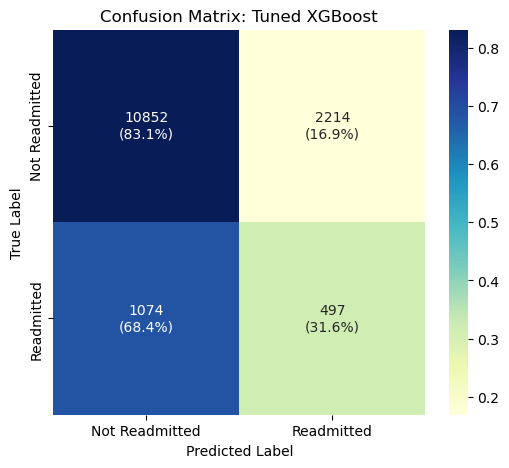 Confusion Matrix: Tuned XGBoost
True Label
Not Readmitted
Readmitted
10852
(83.1%)
2214
(16.9%)
1074
(68.4%)
497
(31.6%)
Not Readmitted
Readmitted
Predicted Label
0.8
0.7
0.6
0.5
0.4
0.3
0.2